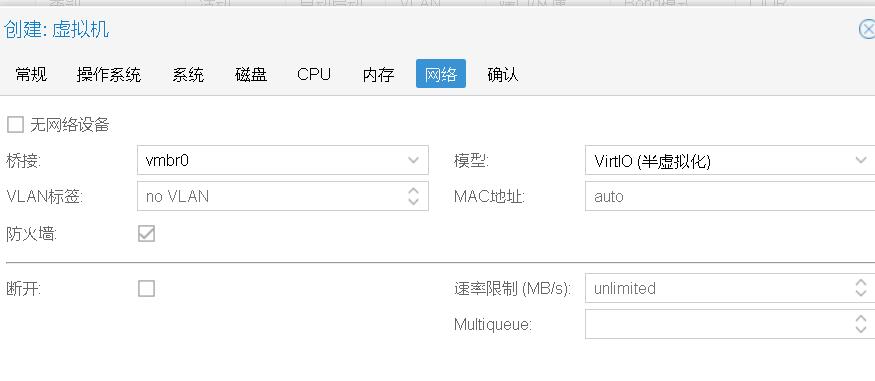 创建: 虚拟机
常规 操作系统 系统 磁盘 CPU 内存 网络 确认
无网络设备
桥接: vmbr0 模型: VirtIO (半虚拟化)
VLAN标签: no VLAN MAC地址: auto
防火墙:
断开: 速率限制 (MB/s): unlimited
Multiqueue: